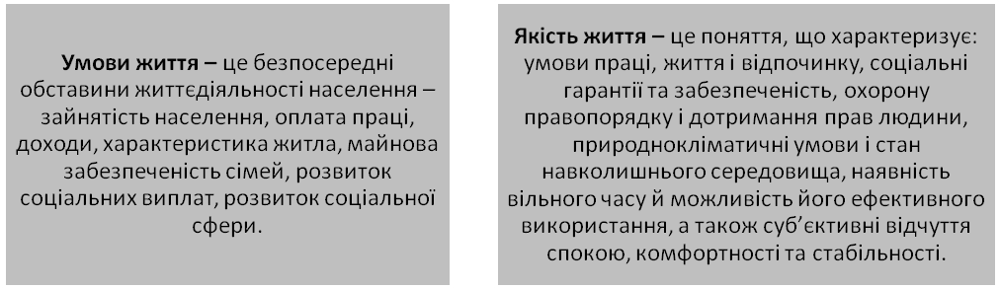 Умови життя – це безпосередні
обставини життєдіяльності населення –
зайнятість населення, оплата праці,
доходи, характеристика житла, майнова
забезпеченість сімей, розвиток
соціальних виплат, розвиток соціальної
сфери.
Якість життя – це поняття, що характеризує:
умови праці, життя і відпочинку, соціальні
гарантії та забезпеченість, охорону
правопорядку і дотримання прав людини,
природнокліматичні умови і стан
навколишнього середовища, наявність
вільного часу й можливість його ефективного
використання, а також суб’єктивні відчуття
спокою, комфортності та стабільності.